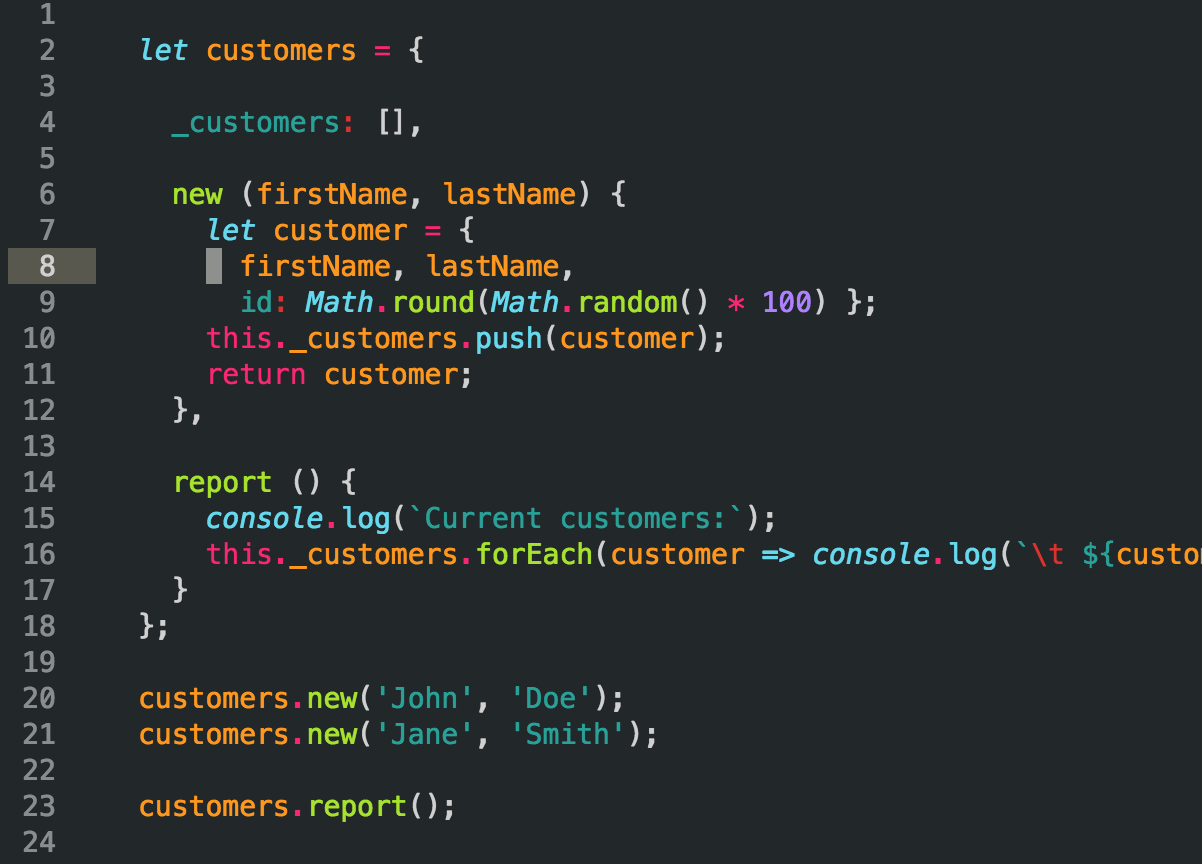 1
2 let customers = {
3
4 _customers: [],
5
6 new (firstName, lastName) {
7 let customer = {
8 firstName, lastName,
9 id: Math.round(Math.random() * 100) };
10 this._customers.push(customer);
11 return customer;
12 },
13
14 report () {
15 console.log(`Current customers:`);
16 this._customers.forEach(customer => console.log(`\t ${custo
17 }
18 };
19
20 customers.new('John', 'Doe');
21 customers.new('Jane', 'Smith');
22
23 customers.report();
24